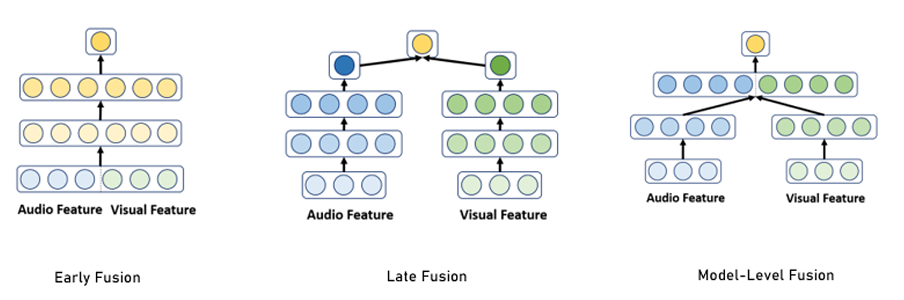 Audio Feature Visual Feature
Early Fusion
Audio Feature Visual Feature
Late Fusion
Audio Feature Visual Feature
Model-Level Fusion